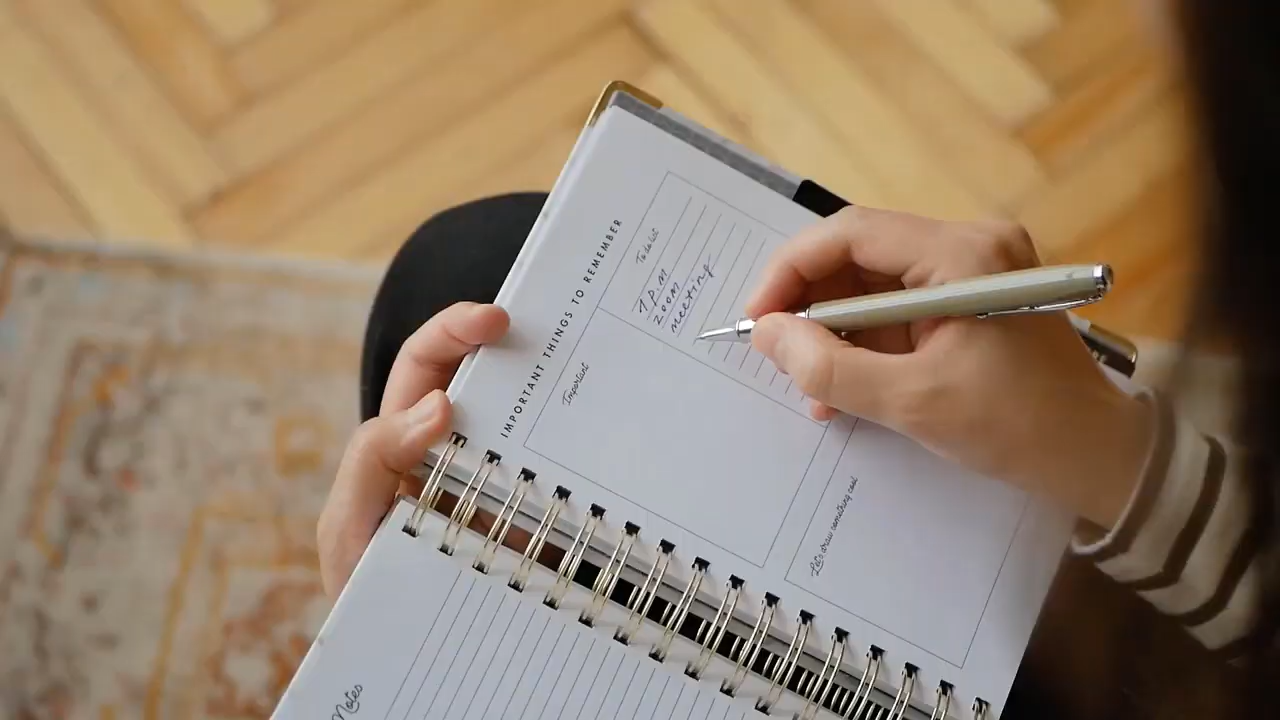 IMPORTANT THINGS TO REMEMBER
To do list
1 P.M
zoom
meeting
Important
Let's draw something cool
Notes